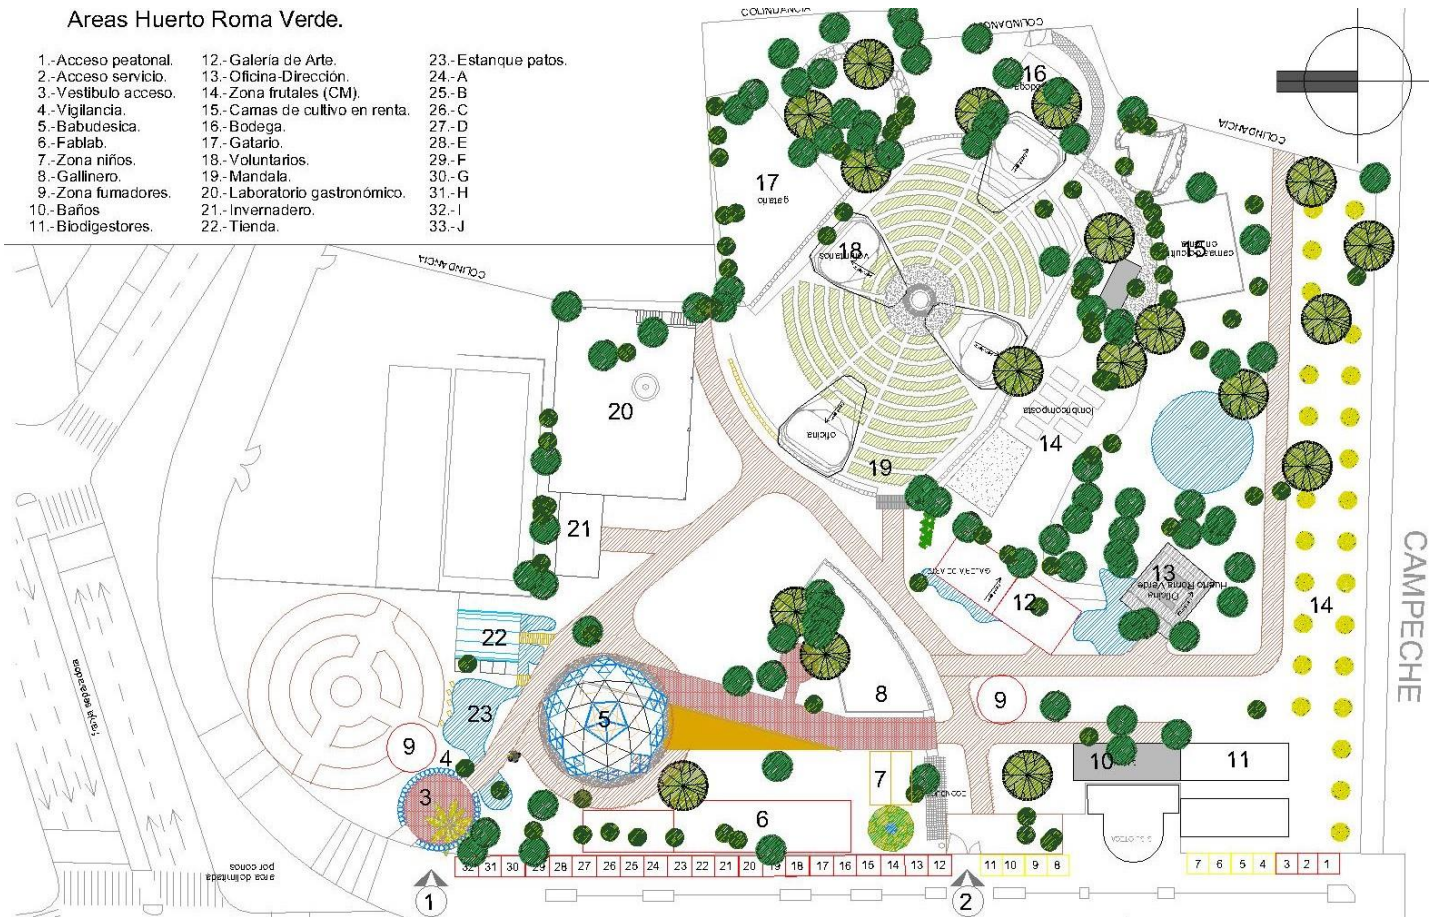 Areas Huerto Roma Verde.
1.-Acceso peatonal.
2.-Acceso servicio.
3.-Vestibulo acceso.
4.-Vigilancia.
5.-Babudesica.
6.-Fablab.
7.-Zona niños.
8.-Gallinero.
9.-Zona fumadores.
10.-Baños
11.-Biodigestores.
12.-Galería de Arte.
13.-Oficina-Dirección.
14.-Zona frutales (CM).
15.-Camas de cultivo en renta.
16.-Bodega.
17.-Gatario.
18.-Voluntarios.
19.-Mandala.
20.-Laboratorio gastronómico.
21.-Invernadero.
22.-Tienda.
23.-Estanque patos.
24.-A
25.-B
26.-C
27.-D
28.-E
29.-F
30.-G
31.-H
32.-I
33.-J
COLINDANCIA
COLINDANCIA
COLINDANCIA
16
17
gatario
18
voluntarios
20
oficina
19
lombricomposta
14
21
GALERIA DE ARTE
12
13
Oficina
Huerto Roma Verde
14
CAMPECHE
22
23
5
8
9
9
4
3
7
6
10
11
franja separadora
area delimitada
por conos
32 31 30 29 28 27 26 25 24 23 22 21 20 19 18 17 16 15 14 13 12
11 10 9 8
7 6 5 4 3 2 1
1
2